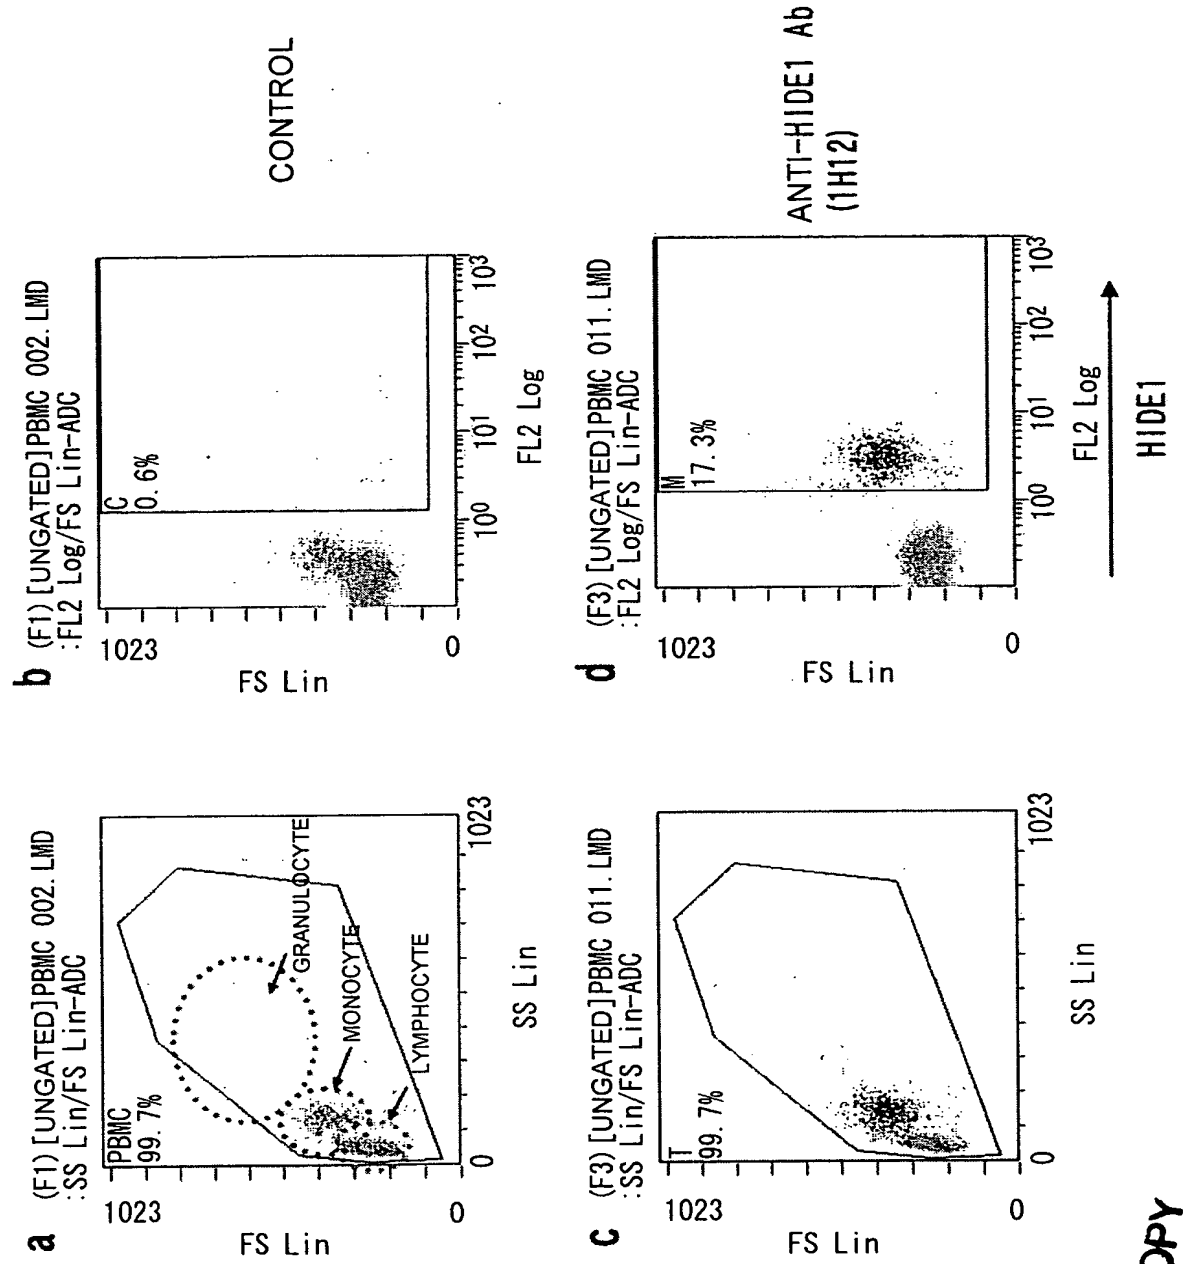 a
(F1) [UNGATED]PBMC 002. LMD
:SS Lin/FS Lin-ADC
PBMC
99. 7%
GRANULOCYTE
MONOCYTE
LYMPHOCYTE
1023
FS Lin
0
0
1023
SS Lin
b
(F1) [UNGATED]PBMC 002. LMD
:FL2 Log/FS Lin-ADC
C
0. 6%
1023
FS Lin
0
10⁰
10¹
10²
10³
FL2 Log
CONTROL
c
(F3) [UNGATED]PBMC 011. LMD
:SS Lin/FS Lin-ADC
T
99. 7%
1023
FS Lin
0
0
1023
SS Lin
d
(F3) [UNGATED]PBMC 011. LMD
:FL2 Log/FS Lin-ADC
M
17. 3%
1023
FS Lin
0
10⁰
10¹
10²
10³
FL2 Log
HIDE1
ANTI-HIDE1 Ab
(1H12)